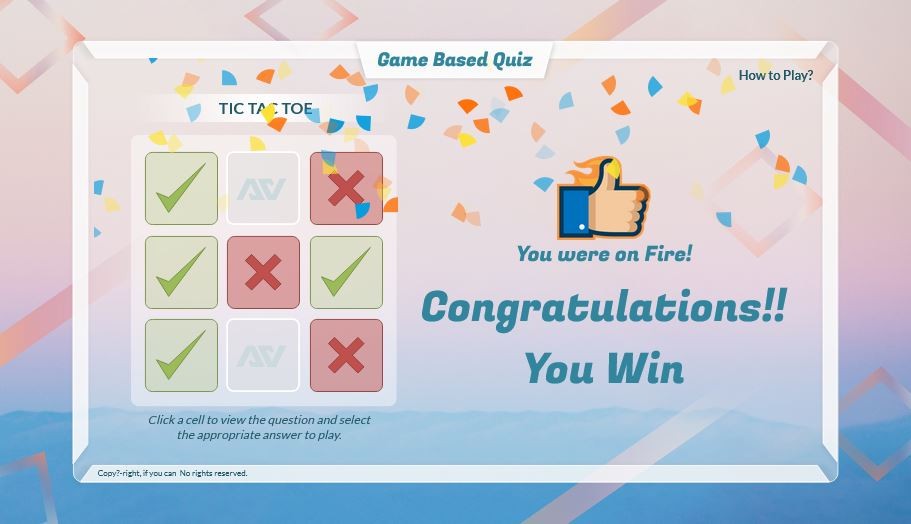 Game Based Quiz
How to Play?
TIC TAC TOE
You were on Fire!
Congratulations!!
You Win
Click a cell to view the question and select
the appropriate answer to play.
Copy?-right, if you can No rights reserved.